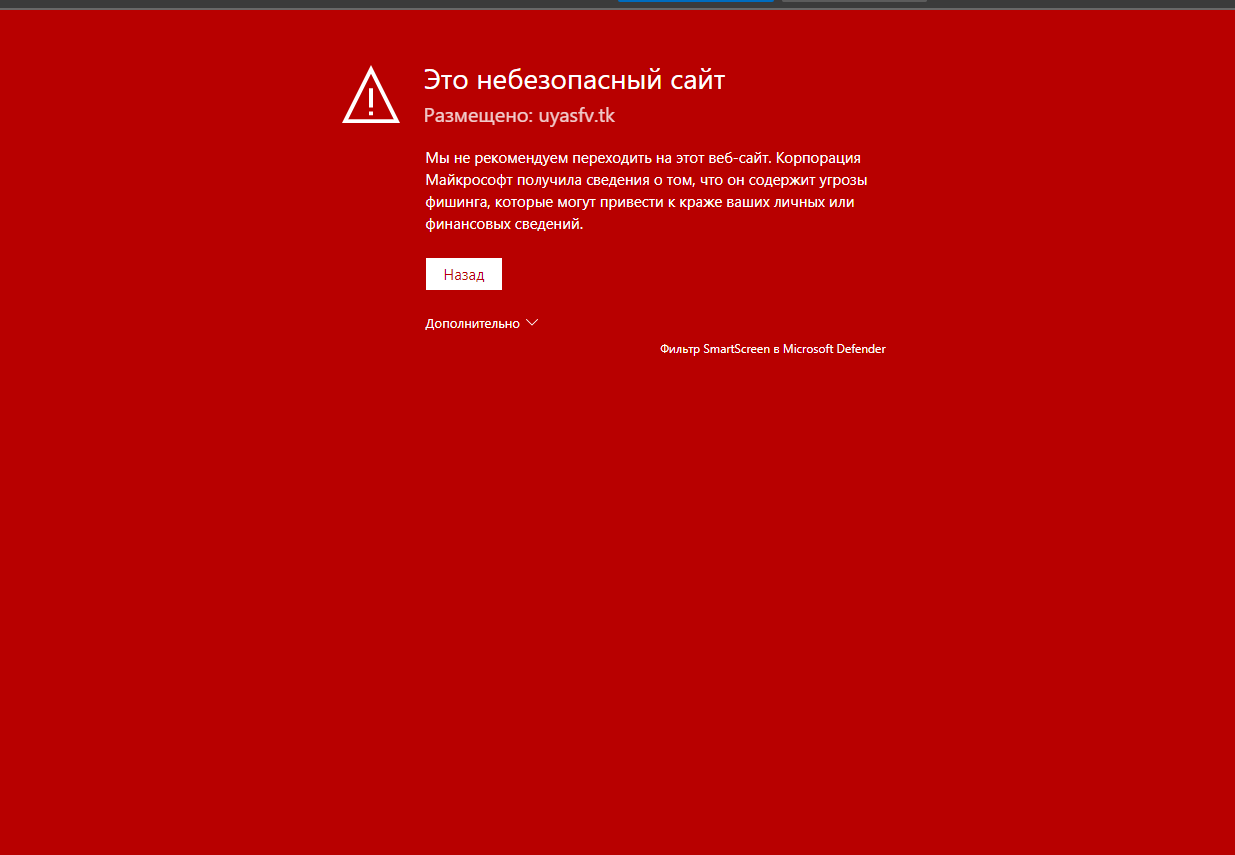 Это небезопасный сайт
Размещено: uyasfv.tk
Мы не рекомендуем переходить на этот веб-сайт. Корпорация
Майкрософт получила сведения о том, что он содержит угрозы
фишинга, которые могут привести к краже ваших личных или
финансовых сведений.
Назад
Дополнительно
Фильтр SmartScreen в Microsoft Defender